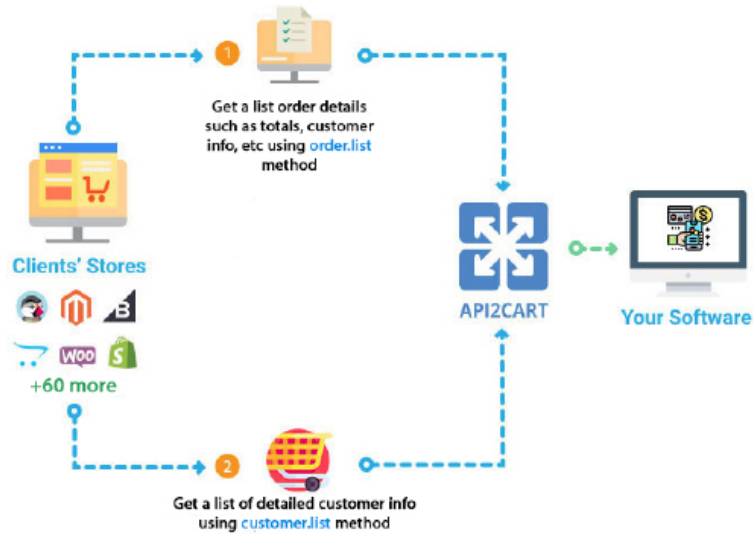 1
Get a list order details
such as totals, customer
info, etc using order.list
method
Clients' Stores
B
WOO
S
+60 more
API2CART
Your Software
2
Get a list of detailed customer info
using customer.list method